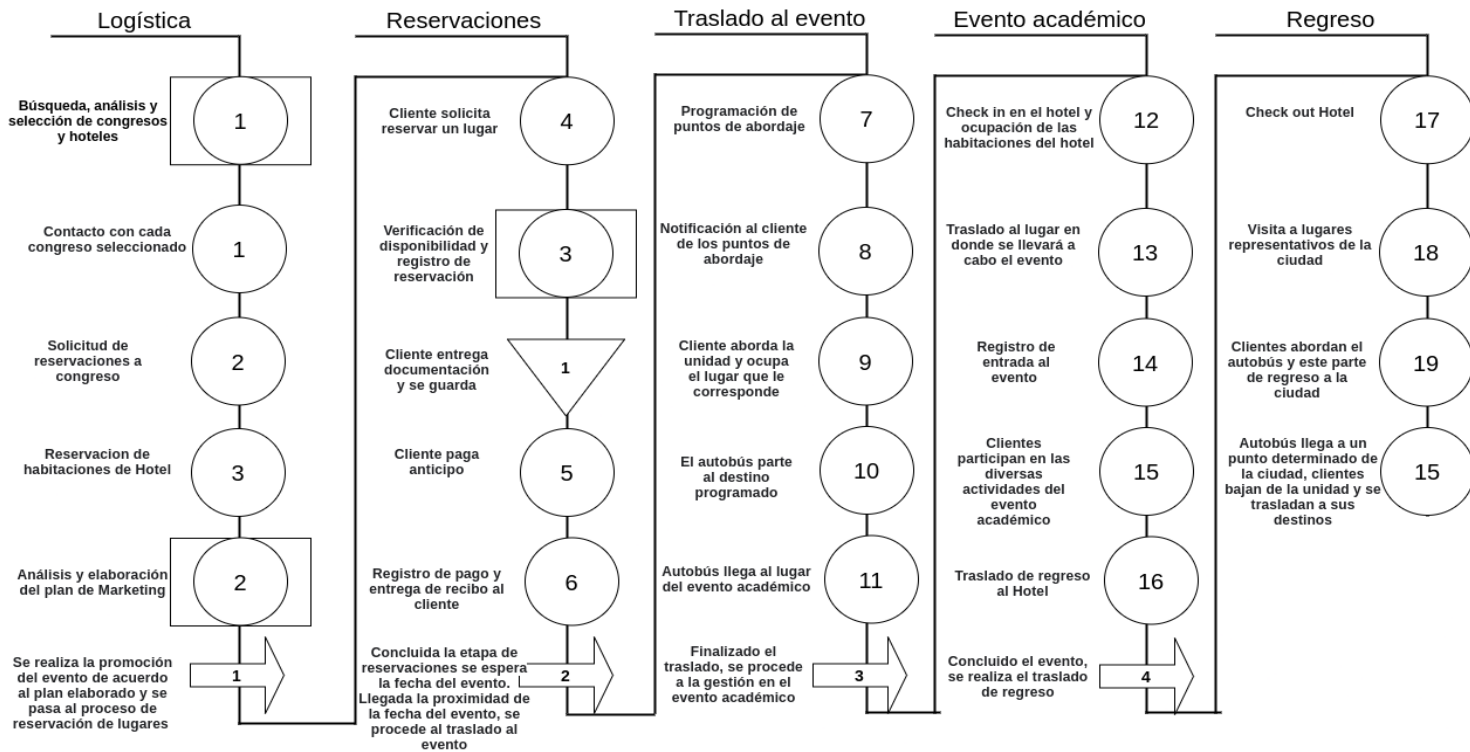 Logística
Búsqueda, análisis y
selección de congresos
y hoteles
1
Contacto con cada
congreso seleccionado
1
Solicitud de
reservaciones a
congreso
2
Reservacion de
habitaciones de Hotel
3
Análisis y elaboración
del plan de Marketing
2
Se realiza la promoción
del evento de acuerdo
al plan elaborado y se
pasa al proceso de
reservación de lugares
1
Reservaciones
Cliente solicita
reservar un lugar
4
Verificación de
disponibilidad y
registro de
reservación
3
Cliente entrega
documentación
y se guarda
1
Cliente paga
anticipo
5
Registro de pago y
entrega de recibo al
cliente
6
Concluida la etapa de
reservaciones se espera
la fecha del evento.
Llegada la proximidad de
la fecha del evento, se
procede al traslado al
evento
2
Traslado al evento
Programación de
puntos de abordaje
7
Notificación al cliente
de los puntos de
abordaje
8
Cliente aborda la
unidad y ocupa
el lugar que le
corresponde
9
El autobús parte
al destino
programado
10
Autobús llega al lugar
del evento académico
11
Finalizado el
traslado, se procede
a la gestión en el
evento académico
3
Evento académico
Check in en el hotel y
ocupación de las
habitaciones del hotel
12
Traslado al lugar en
donde se llevará a
cabo el evento
13
Registro de
entrada al
evento
14
Clientes
participan en las
diversas
actividades del
evento
académico
15
Traslado de regreso
al Hotel
16
Concluido el evento,
se realiza el traslado
de regreso
4
Regreso
Check out Hotel
17
Visita a lugares
representativos de la
ciudad
18
Clientes abordan el
autobús y este parte
de regreso a la
ciudad
19
Autobús llega a un
punto determinado de
la ciudad, clientes
bajan de la unidad y se
trasladan a sus
destinos
15